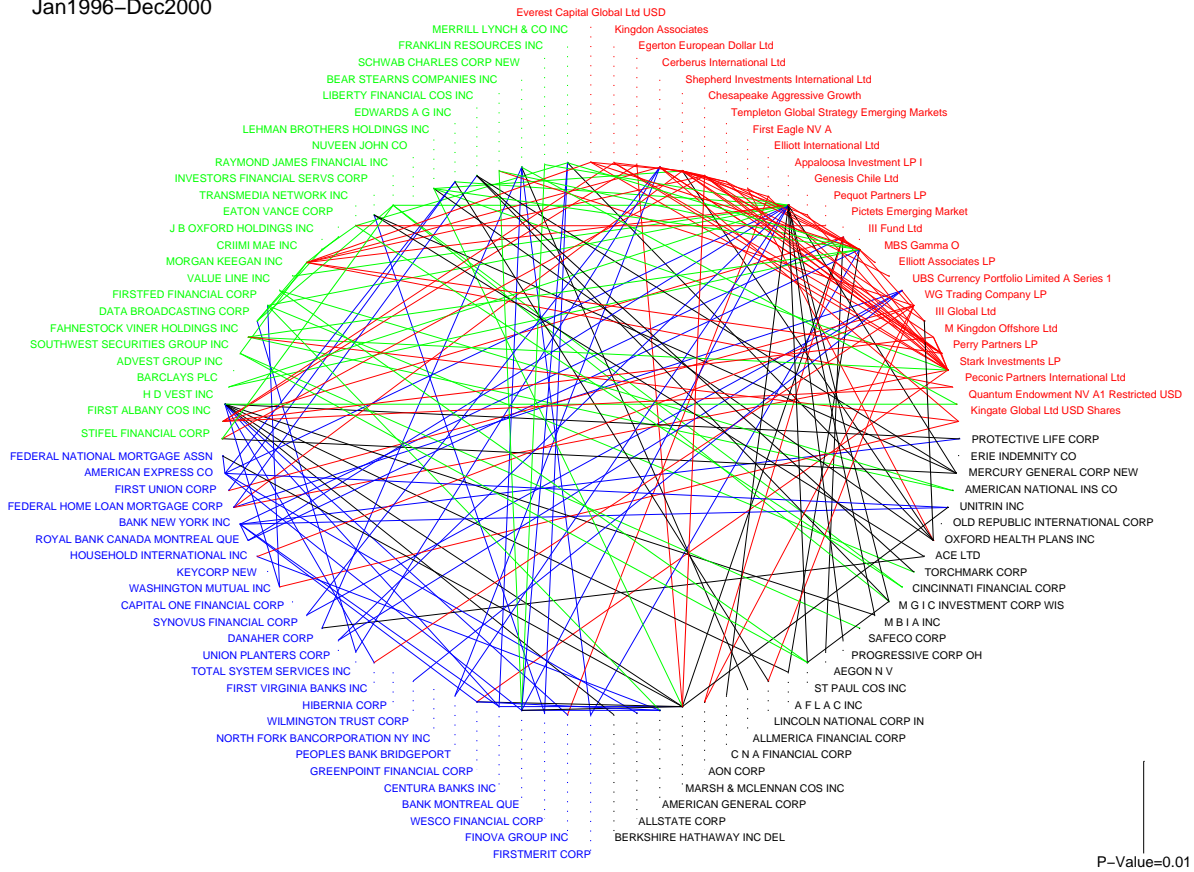 Jan1996−Dec2000
Everest Capital Global Ltd USD
Kingdon Associates
Egerton European Dollar Ltd
Cerberus International Ltd
Shepherd Investments International Ltd
Chesapeake Aggressive Growth
Templeton Global Strategy Emerging Markets
First Eagle NV A
Elliott International Ltd
Appaloosa Investment LP I
Genesis Chile Ltd
Pequot Partners LP
Pictets Emerging Market
III Fund Ltd
MBS Gamma O
Elliott Associates LP
UBS Currency Portfolio Limited A Series 1
WG Trading Company LP
III Global Ltd
M Kingdon Offshore Ltd
Perry Partners LP
Stark Investments LP
Peconic Partners International Ltd
Quantum Endowment NV A1 Restricted USD
Kingate Global Ltd USD Shares
MERRILL LYNCH & CO INC
FRANKLIN RESOURCES INC
SCHWAB CHARLES CORP NEW
BEAR STEARNS COMPANIES INC
LIBERTY FINANCIAL COS INC
EDWARDS A G INC
LEHMAN BROTHERS HOLDINGS INC
NUVEEN JOHN CO
RAYMOND JAMES FINANCIAL INC
INVESTORS FINANCIAL SERVS CORP
TRANSMEDIA NETWORK INC
EATON VANCE CORP
J B OXFORD HOLDINGS INC
CRIIMI MAE INC
MORGAN KEEGAN INC
VALUE LINE INC
FIRSTFED FINANCIAL CORP
DATA BROADCASTING CORP
FAHNESTOCK VINER HOLDINGS INC
SOUTHWEST SECURITIES GROUP INC
ADVEST GROUP INC
BARCLAYS PLC
H D VEST INC
FIRST ALBANY COS INC
STIFEL FINANCIAL CORP
FEDERAL NATIONAL MORTGAGE ASSN
AMERICAN EXPRESS CO
FIRST UNION CORP
FEDERAL HOME LOAN MORTGAGE CORP
BANK NEW YORK INC
ROYAL BANK CANADA MONTREAL QUE
HOUSEHOLD INTERNATIONAL INC
KEYCORP NEW
WASHINGTON MUTUAL INC
CAPITAL ONE FINANCIAL CORP
SYNOVUS FINANCIAL CORP
DANAHER CORP
UNION PLANTERS CORP
TOTAL SYSTEM SERVICES INC
FIRST VIRGINIA BANKS INC
HIBERNIA CORP
WILMINGTON TRUST CORP
NORTH FORK BANCORPORATION NY INC
PEOPLES BANK BRIDGEPORT
GREENPOINT FINANCIAL CORP
CENTURA BANKS INC
BANK MONTREAL QUE
WESCO FINANCIAL CORP
FINOVA GROUP INC
FIRSTMERIT CORP
PROTECTIVE LIFE CORP
ERIE INDEMNITY CO
MERCURY GENERAL CORP NEW
AMERICAN NATIONAL INS CO
UNITRIN INC
OLD REPUBLIC INTERNATIONAL CORP
OXFORD HEALTH PLANS INC
ACE LTD
TORCHMARK CORP
CINCINNATI FINANCIAL CORP
M G I C INVESTMENT CORP WIS
M B I A INC
SAFECO CORP
PROGRESSIVE CORP OH
AEGON N V
ST PAUL COS INC
A F L A C INC
LINCOLN NATIONAL CORP IN
ALLMERICA FINANCIAL CORP
C N A FINANCIAL CORP
AON CORP
MARSH & MCLENNAN COS INC
AMERICAN GENERAL CORP
ALLSTATE CORP
BERKSHIRE HATHAWAY INC DEL
P−Value=0.01